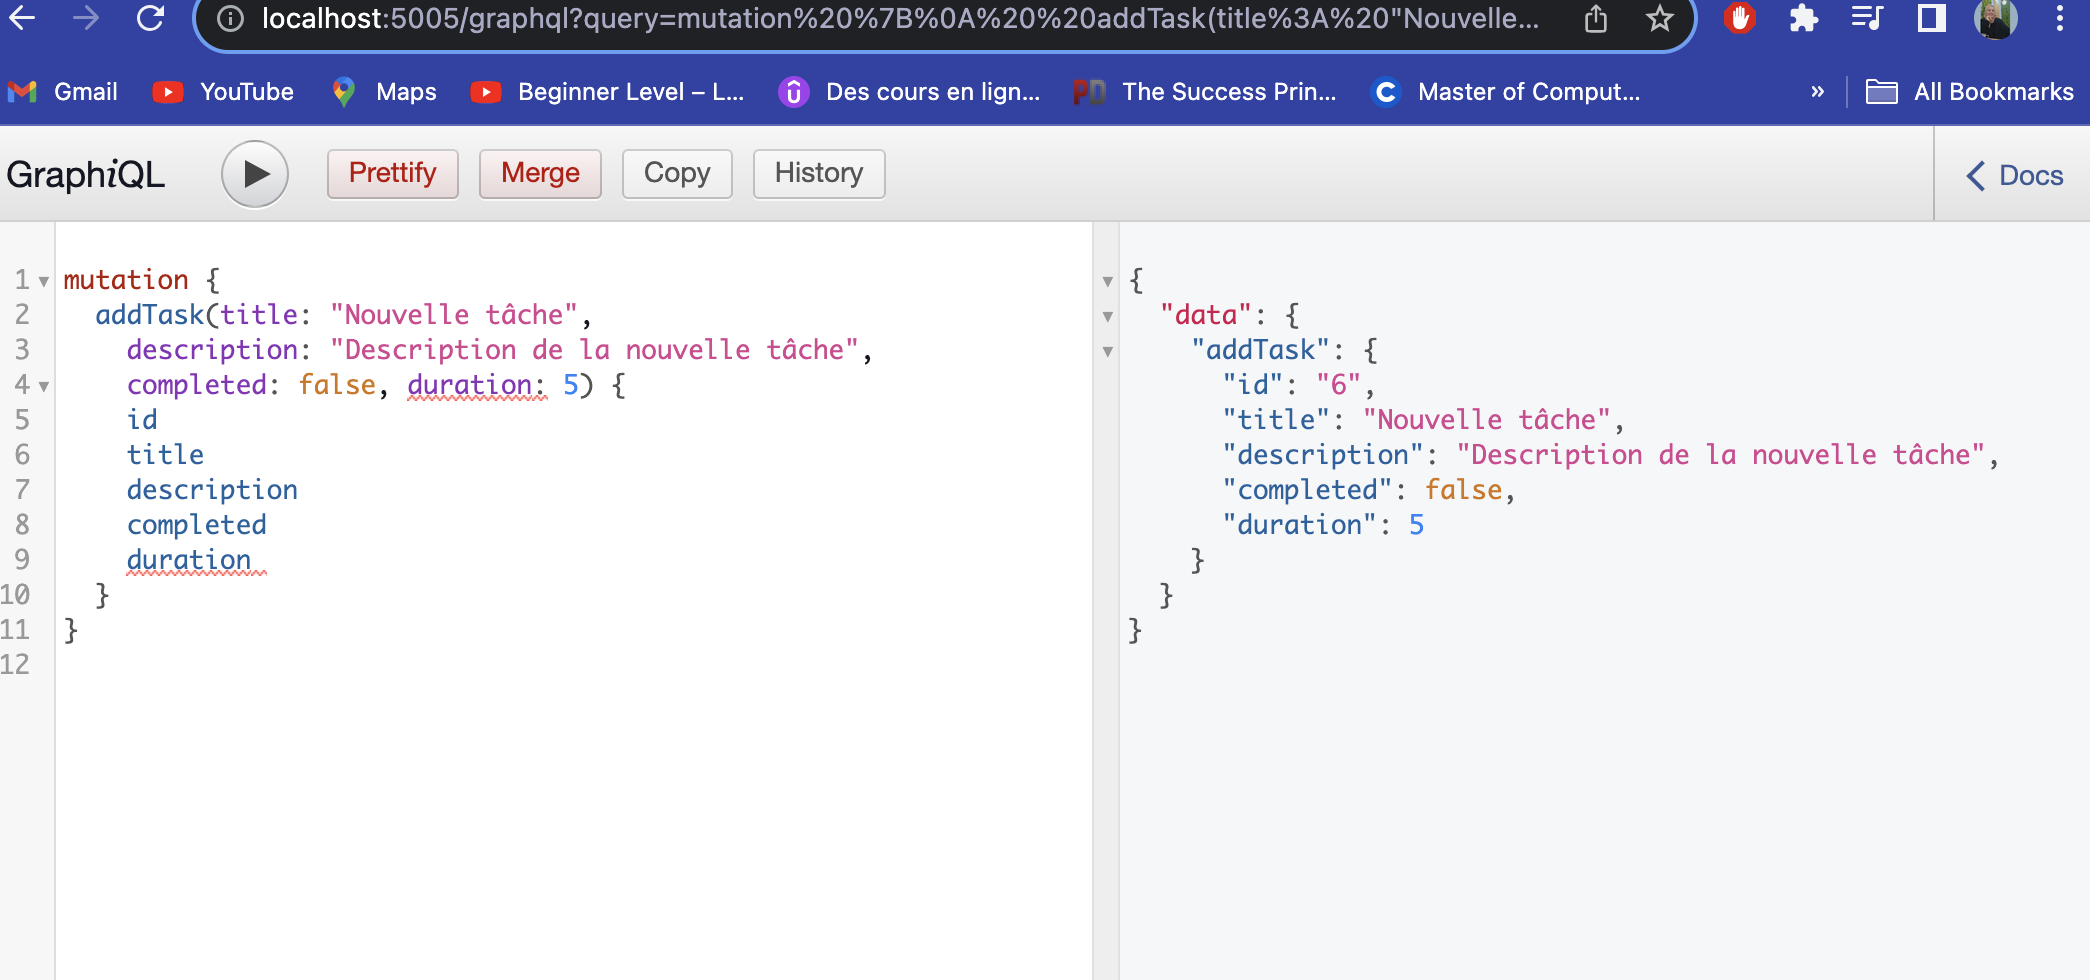 localhost:5005/graphql?query=mutation%20%7B%0A%20%20addTask(title%3A%20"Nouvelle...
Gmail YouTube Maps Beginner Level – L... Des cours en lign... PD The Success Prin... C Master of Comput... » All Bookmarks
GraphiQL Prettify Merge Copy History Docs
1 mutation {
2 addTask(title: "Nouvelle tâche",
3 description: "Description de la nouvelle tâche",
4 completed: false, duration: 5) {
5 id
6 title
7 description
8 completed
9 duration
10 }
11 }
12
{
"data": {
"addTask": {
"id": "6",
"title": "Nouvelle tâche",
"description": "Description de la nouvelle tâche",
"completed": false,
"duration": 5
}
}
}